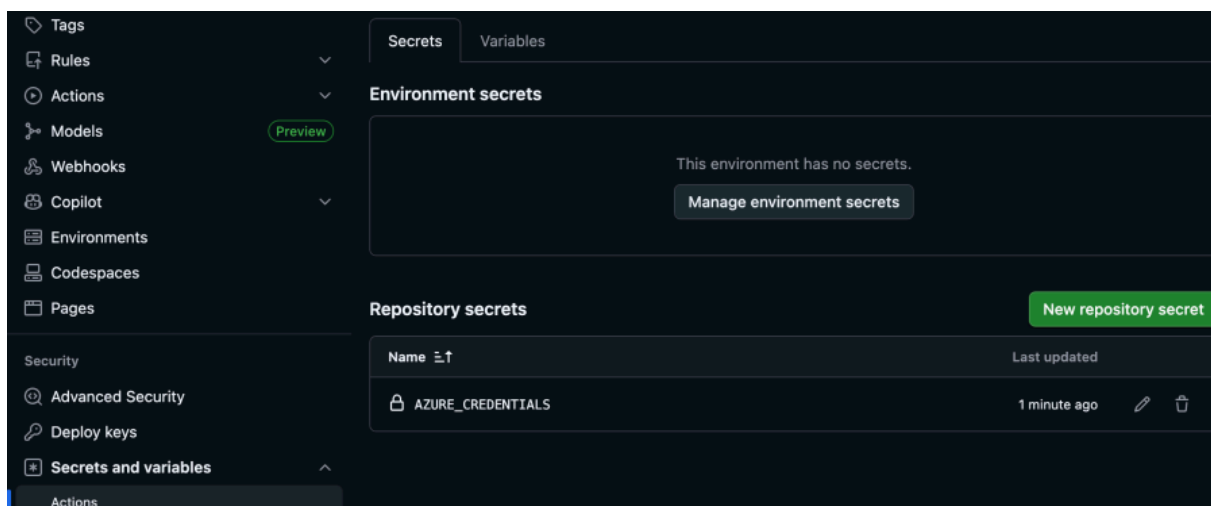 Tags
Rules
Actions
Models Preview
Webhooks
Copilot
Environments
Codespaces
Pages
Security
Advanced Security
Deploy keys
Secrets and variables
Actions
Secrets Variables
Environment secrets
This environment has no secrets.
Manage environment secrets
Repository secrets New repository secret
Name Last updated
AZURE_CREDENTIALS 1 minute ago